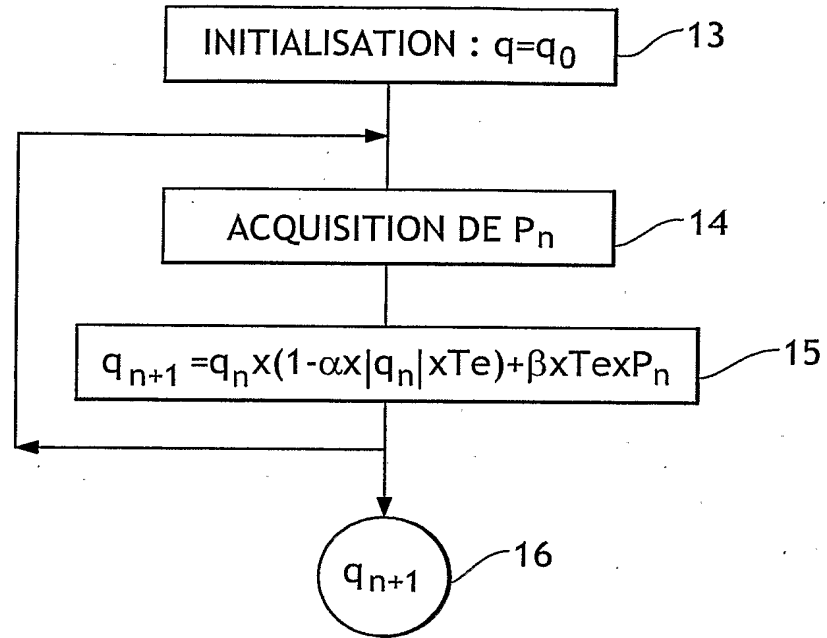 INITIALISATION : q=q₀
13
ACQUISITION DE Pₙ
14
qₙ₊₁ =qₙx(1-αx|qₙ|xTe)+βxTexPₙ
15
qₙ₊₁
16